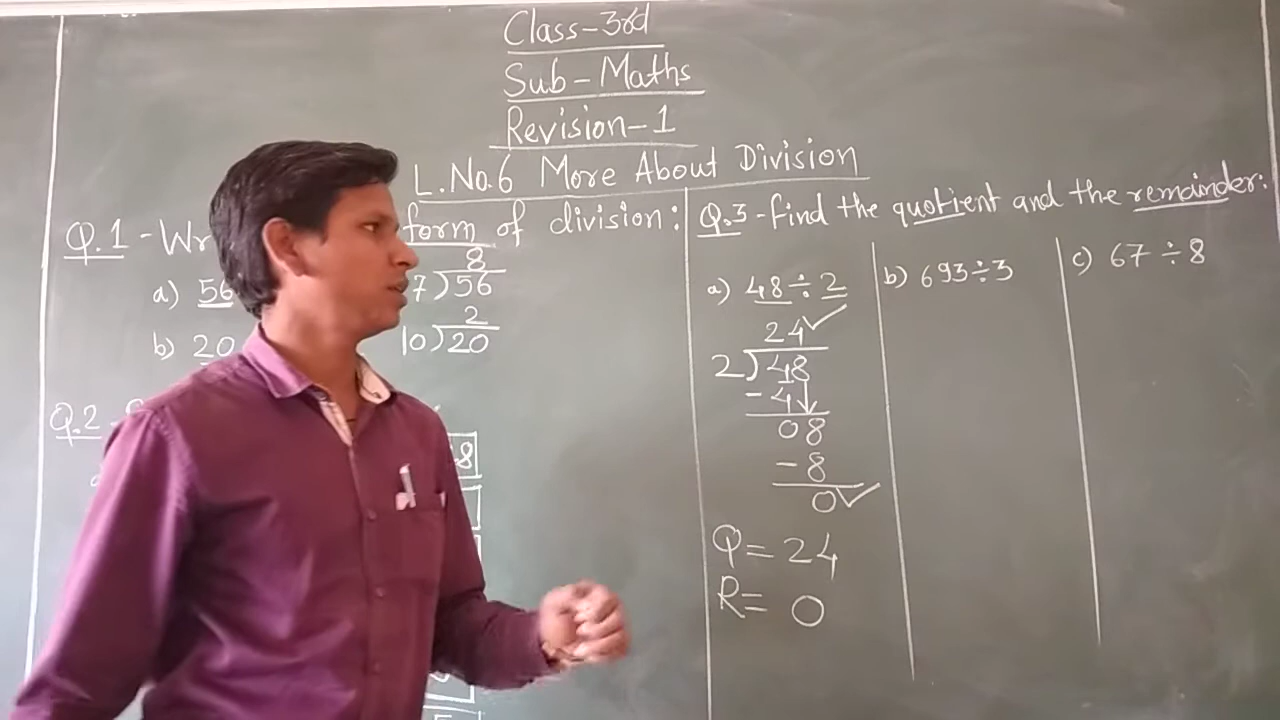 Class-3rd
Sub-Maths
Revision-1
L.No.6 More About Division
Q.1 - Wr form of division:
a) 56
8
7)56
b) 20
2
10)20
Q.2
8
Q.3 - Find the quotient and the remainder:
a) 48÷2
24✓
2)48
-4↓
08
-8
0✓
Q=24
R=0
b) 693÷3
c) 67÷8